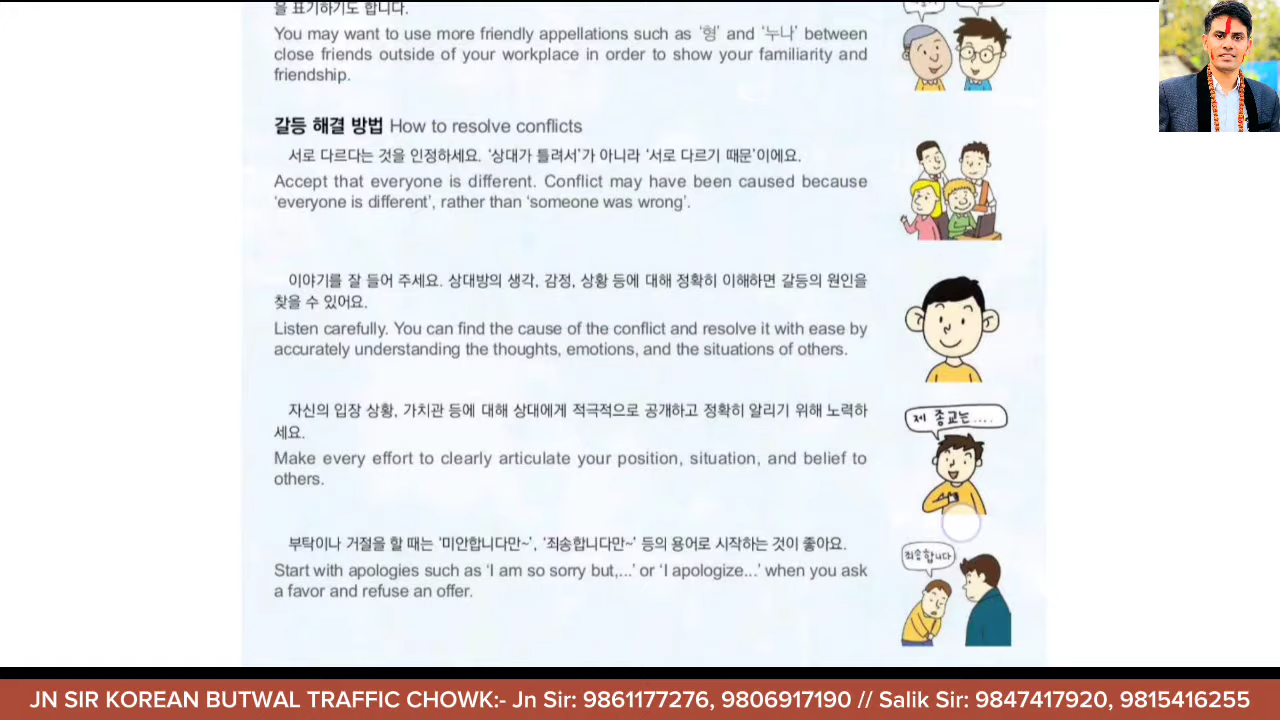 을 표기하기도 합니다.
You may want to use more friendly appellations such as '형' and '누나' between
close friends outside of your workplace in order to show your familiarity and
friendship.
갈등 해결 방법 How to resolve conflicts
서로 다르다는 것을 인정하세요. '상대가 틀려서'가 아니라 '서로 다르기 때문'이에요.
Accept that everyone is different. Conflict may have been caused because
'everyone is different', rather than 'someone was wrong'.
이야기를 잘 들어 주세요. 상대방의 생각, 감정, 상황 등에 대해 정확히 이해하면 갈등의 원인을
찾을 수 있어요.
Listen carefully. You can find the cause of the conflict and resolve it with ease by
accurately understanding the thoughts, emotions, and the situations of others.
자신의 입장 상황, 가치관 등에 대해 상대에게 적극적으로 공개하고 정확히 알리기 위해 노력하
세요.
제 종교는....
Make every effort to clearly articulate your position, situation, and belief to
others.
부탁이나 거절을 할 때는 '미안합니다만~', '죄송합니다만~' 등의 용어로 시작하는 것이 좋아요.
죄송합니다
Start with apologies such as 'I am so sorry but,...' or 'I apologize...' when you ask
a favor and refuse an offer.
JN SIR KOREAN BUTWAL TRAFFIC CHOWK:- Jn Sir: 9861177276, 9806917190 // Salik Sir: 9847417920, 9815416255